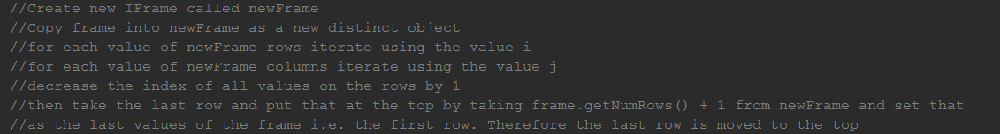 //Create new IFrame called newFrame
//Copy frame into newFrame as a new distinct object
//for each value of newFrame rows iterate using the value i
//for each value of newFrame columns iterate using the value j
//decrease the index of all values on the rows by 1
//then take the last row and put that at the top by taking frame.getNumRows() + 1 from newFrame and set that
//as the last values of the frame i.e. the first row. Therefore the last row is moved to the top